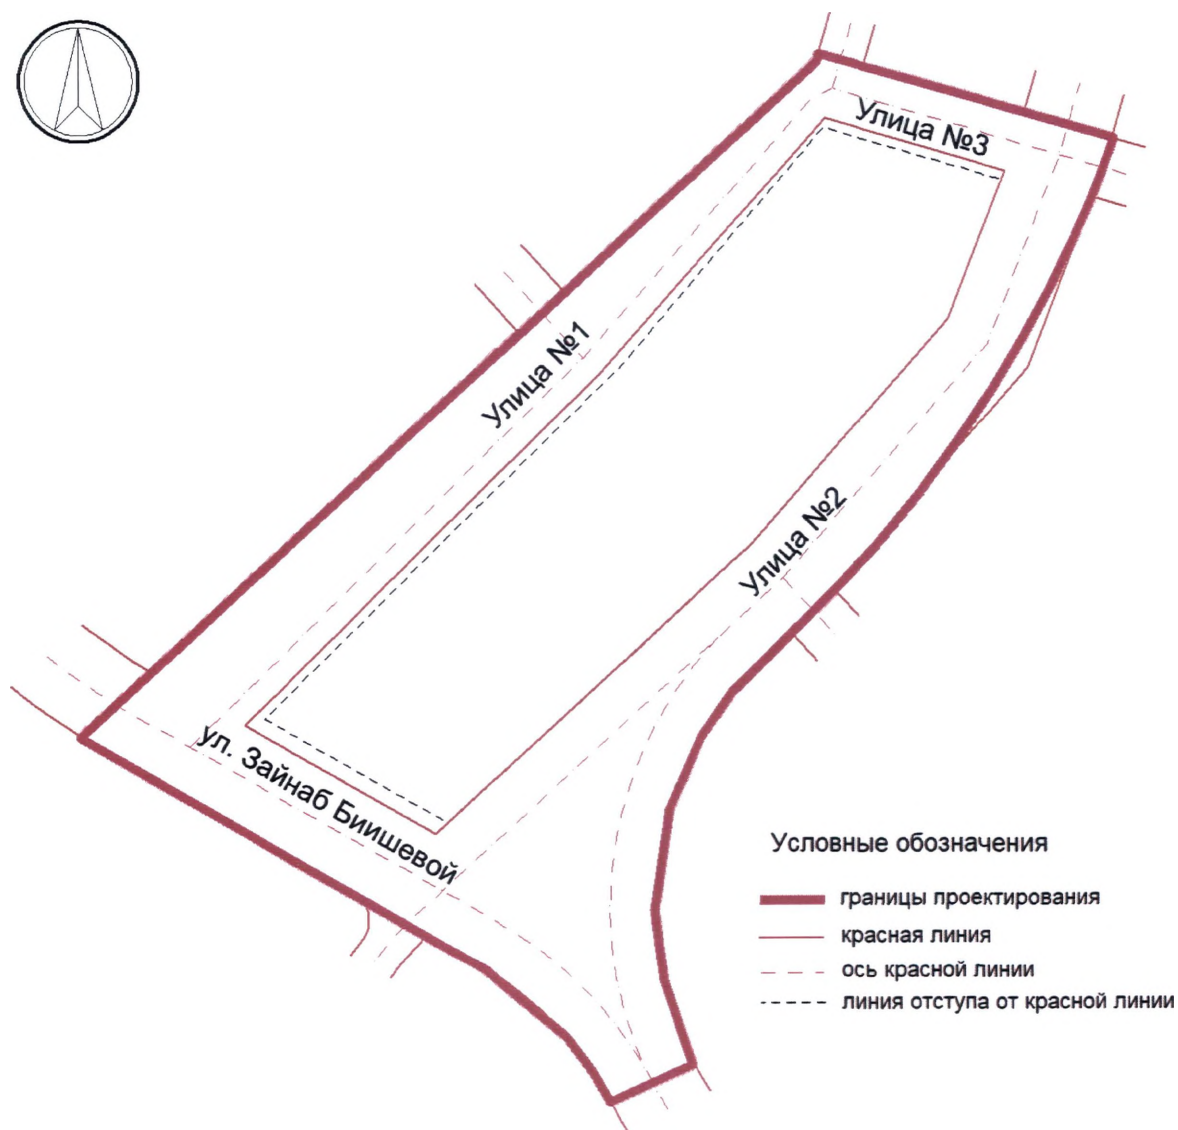 Улица №3
Улица №1
Улица №2
ул. Зайнаб Биишевой
Условные обозначения
границы проектирования
красная линия
ось красной линии
линия отступа от красной линии